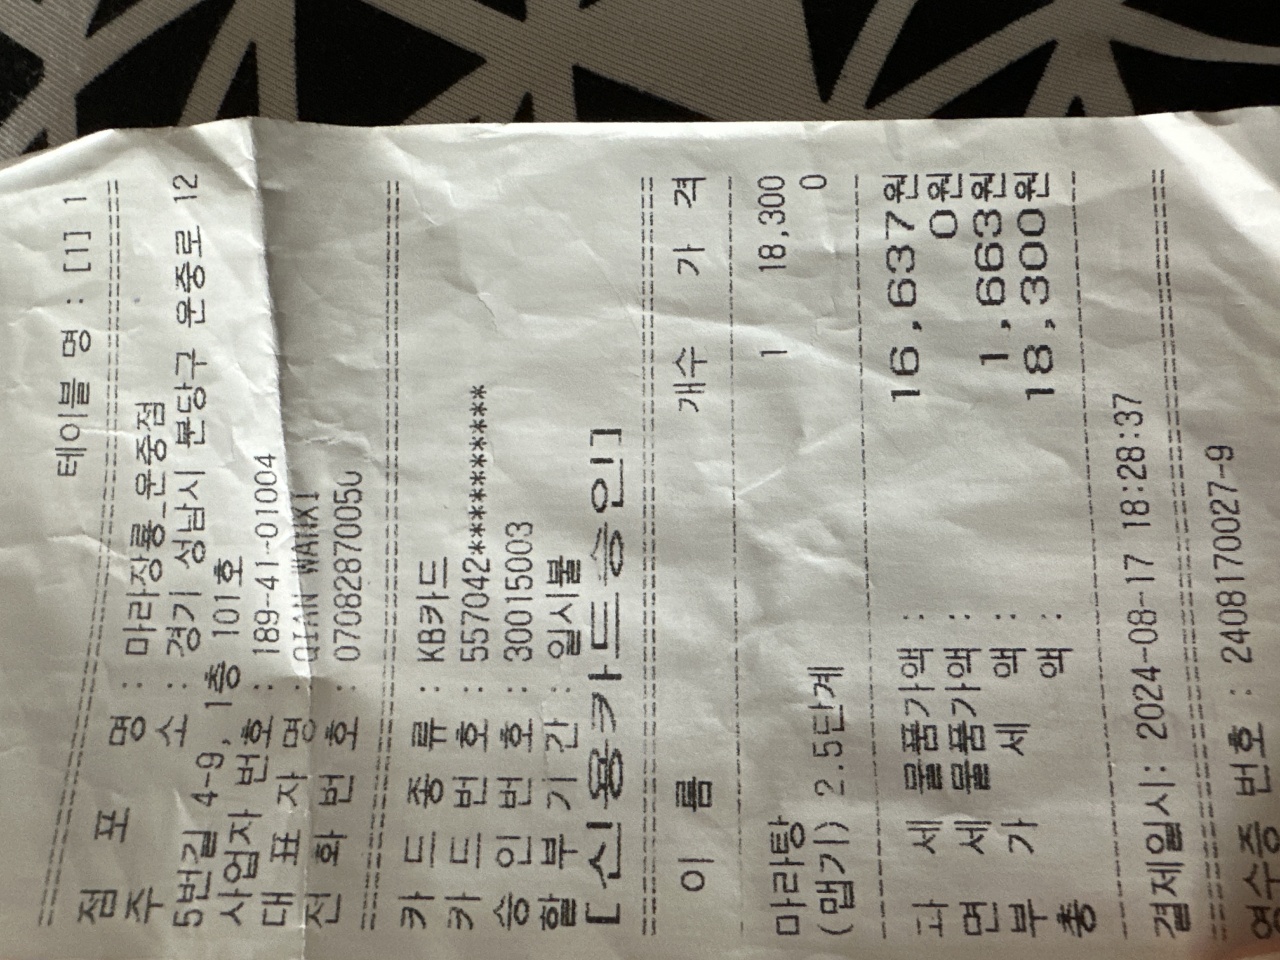 테이블 명 : [1] 1
점 포 명 : 마라장룡_운중점
주 소 : 경기 성남시 분당구 운중로 12
5번길 4-9, 1층 101호
사업자 번호 : 189-41-01004
대 표 자 명 : QIAN WANXI
전 화 번 호 : 07082870050
카 드 종 류 : KB카드
카 드 번 호 : 557042**********
승 인 번 호 : 30015003
할 부 기 간 : 일시불
[신용카드승인]
이 름 개수 가 격
마라탕 1 18,300
(맵기) 2.5단계 0
과 세 물품가액 : 16,637원
면 세 물품가액 : 0원
부 가 세 액 : 1,663원
총 액 : 18,300원
결제일시: 2024-08-17 18:28:37
영수증 번호 : 2408170027-9